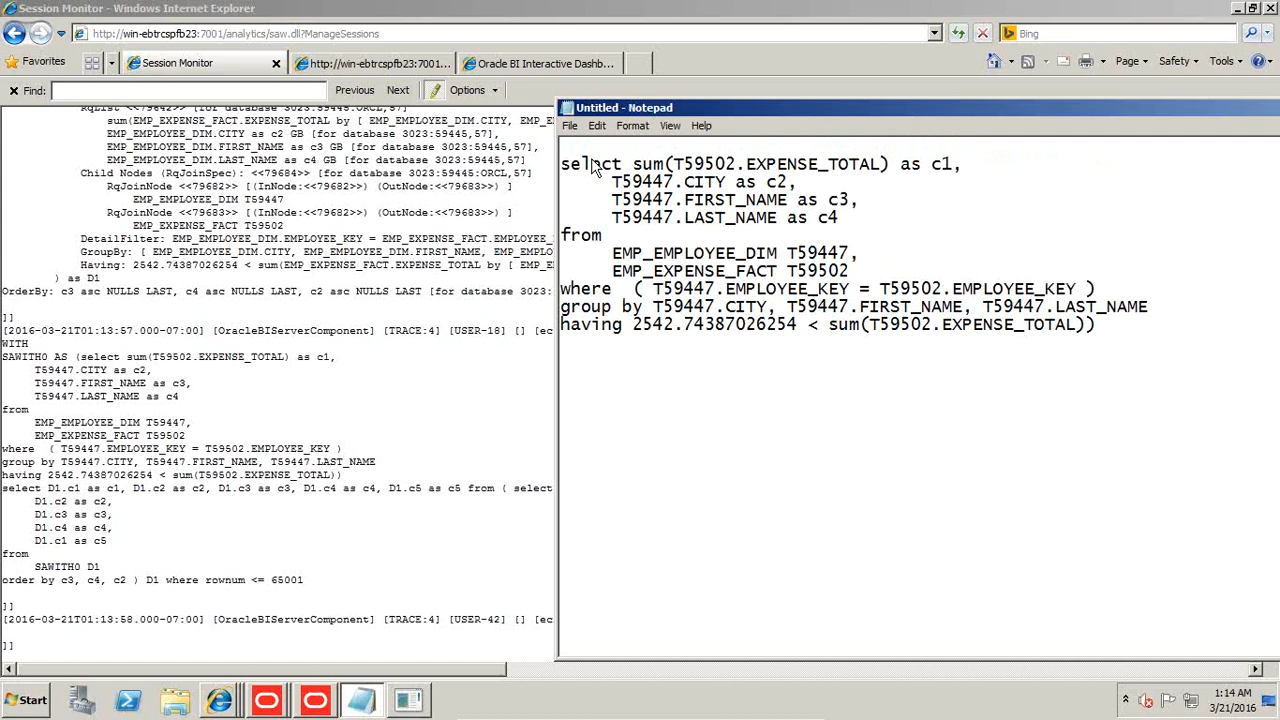 Session Monitor - Windows Internet Explorer
http://win-ebtrcspfb23:7001/analytics/saw.dll?ManageSessions
Bing
Favorites
Session Monitor
http://win-ebtrcspfb23:7001...
Oracle BI Interactive Dashb...
Page
Safety
Tools
Find:
Previous
Next
Options
RqList <<79642>> [for database 3023:59445:ORCL,57]
sum(EMP_EXPENSE_FACT.EXPENSE_TOTAL by [ EMP_EMPLOYEE_DIM.CITY, EM
EMP_EMPLOYEE_DIM.CITY as c2 GB [for database 3023:59445,57]
EMP_EMPLOYEE_DIM.FIRST_NAME as c3 GB [for database 3023:59445,57]
EMP_EMPLOYEE_DIM.LAST_NAME as c4 GB [for database 3023:59445,57]
Child Nodes (RqJoinSpec): <<79684>> [for database 3023:59445:ORCL,57]
RqJoinNode <<79682>> [(InNode:<<79682>>) (OutNode:<<79683>>) ]
EMP_EMPLOYEE_DIM T59447
RqJoinNode <<79683>> [(InNode:<<79682>>) (OutNode:<<79683>>) ]
EMP_EXPENSE_FACT T59502
DetailFilter: EMP_EMPLOYEE_DIM.EMPLOYEE_KEY = EMP_EXPENSE_FACT.EMPLOYE
GroupBy: [ EMP_EMPLOYEE_DIM.CITY, EMP_EMPLOYEE_DIM.FIRST_NAME, EMP_EMP
Having: 2542.74387026254 < sum(EMP_EXPENSE_FACT.EXPENSE_TOTAL by [ EMP
) as D1
OrderBy: c3 asc NULLS LAST, c4 asc NULLS LAST, c2 asc NULLS LAST [for database 3023
]]
[2016-03-21T01:13:57.000-07:00] [OracleBIServerComponent] [TRACE:4] [USER-18] [] [ec
WITH
SAWITH0 AS (select sum(T59502.EXPENSE_TOTAL) as c1,
T59447.CITY as c2,
T59447.FIRST_NAME as c3,
T59447.LAST_NAME as c4
from
EMP_EMPLOYEE_DIM T59447,
EMP_EXPENSE_FACT T59502
where ( T59447.EMPLOYEE_KEY = T59502.EMPLOYEE_KEY )
group by T59447.CITY, T59447.FIRST_NAME, T59447.LAST_NAME
having 2542.74387026254 < sum(T59502.EXPENSE_TOTAL))
select D1.c1 as c1, D1.c2 as c2, D1.c3 as c3, D1.c4 as c4, D1.c5 as c5 from ( select
D1.c2 as c2,
D1.c3 as c3,
D1.c4 as c4,
D1.c1 as c5
from
SAWITH0 D1
order by c3, c4, c2 ) D1 where rownum <= 65001
]]
[2016-03-21T01:13:58.000-07:00] [OracleBIServerComponent] [TRACE:4] [USER-42] [] [ec
]]
Untitled - Notepad
File Edit Format View Help
select sum(T59502.EXPENSE_TOTAL) as c1,
T59447.CITY as c2,
T59447.FIRST_NAME as c3,
T59447.LAST_NAME as c4
from
EMP_EMPLOYEE_DIM T59447,
EMP_EXPENSE_FACT T59502
where ( T59447.EMPLOYEE_KEY = T59502.EMPLOYEE_KEY )
group by T59447.CITY, T59447.FIRST_NAME, T59447.LAST_NAME
having 2542.74387026254 < sum(T59502.EXPENSE_TOTAL))
Start
1:14 AM
3/21/2016